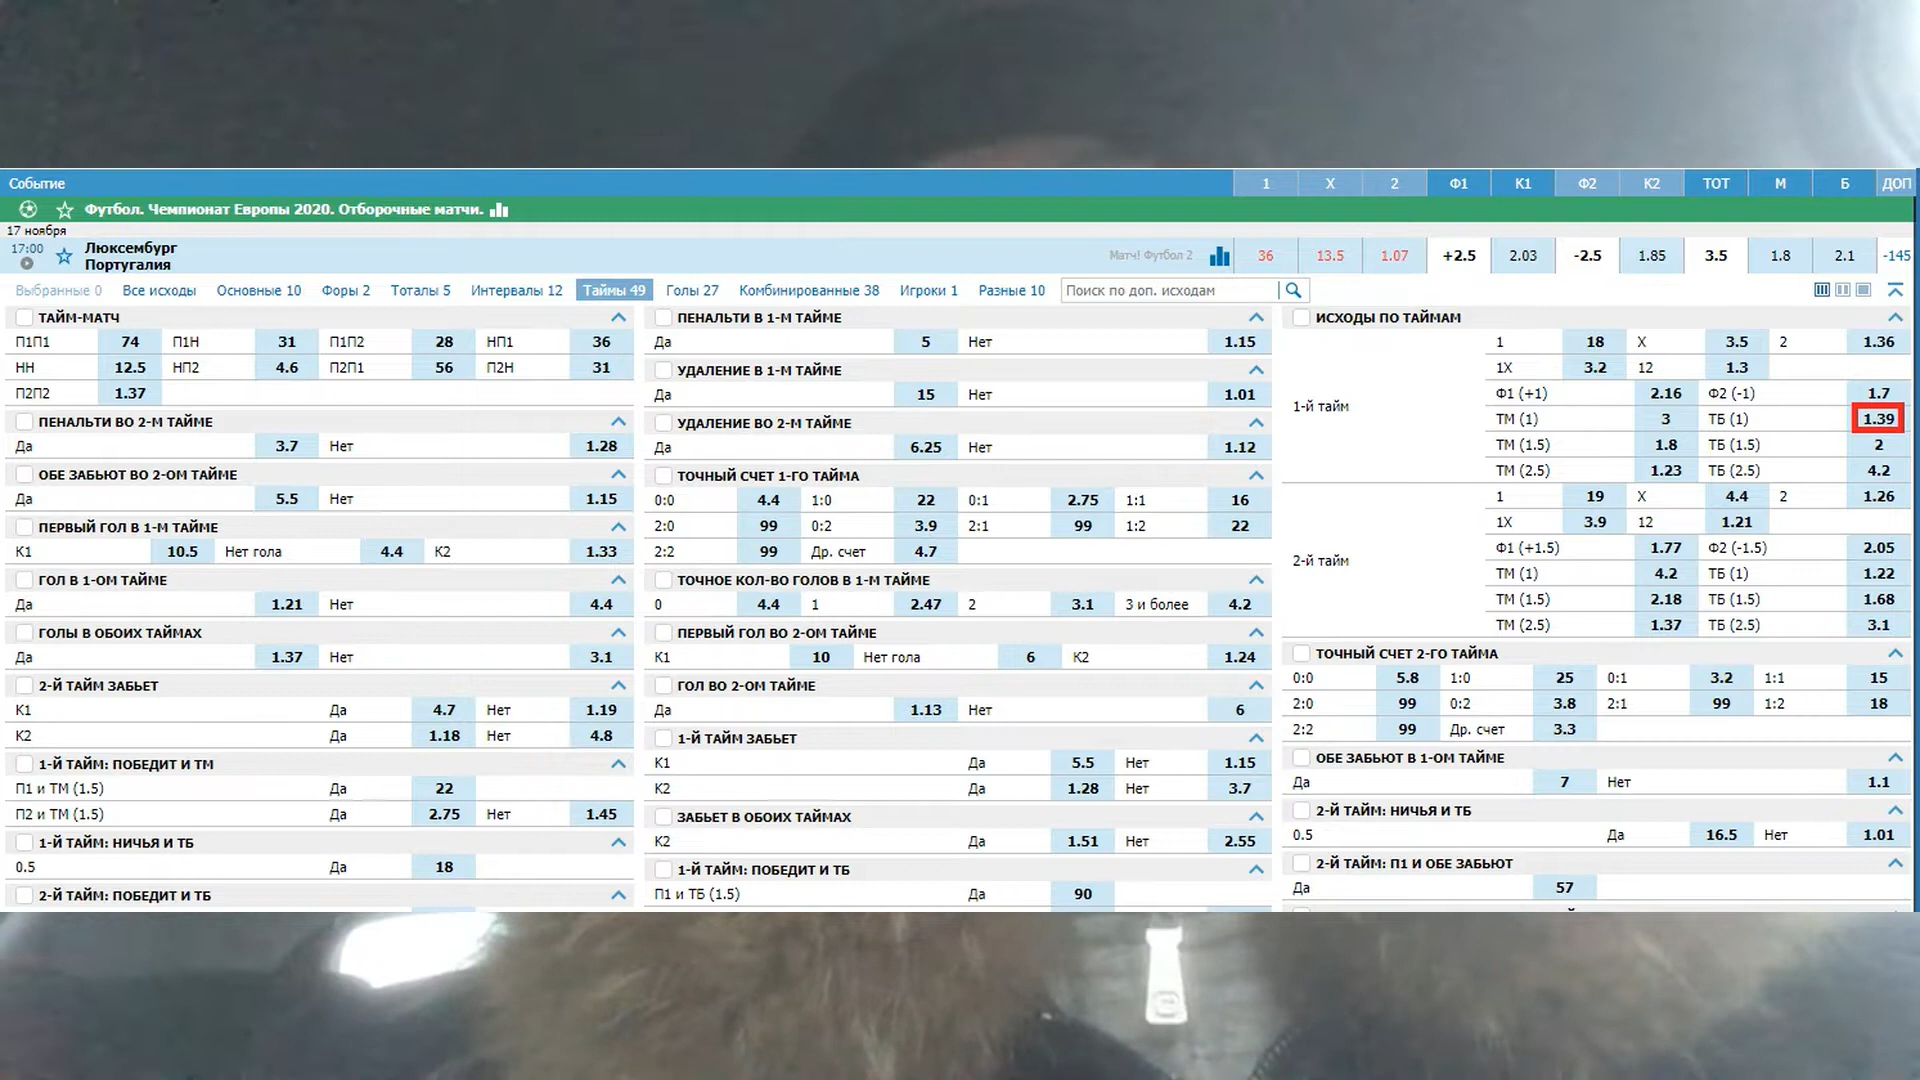 Событие 1 X 2 Ф1 К1 Ф2 К2 ТОТ М Б ДОП
Футбол. Чемпионат Европы 2020. Отборочные матчи.
17 ноября
17:00 Люксембург
Португалия
Матч! Футбол 2 36 13.5 1.07 +2.5 2.03 -2.5 1.85 3.5 1.8 2.1 -145
Выбранные 0 Все исходы Основные 10 Форы 2 Тоталы 5 Интервалы 12 Таймы 49 Голы 27 Комбинированные 38 Игроки 1 Разные 10 Поиск по доп. исходам
ТАЙМ-МАТЧ
П1П1 74 П1Н 31 П1П2 28 НП1 36
НН 12.5 НП2 4.6 П2П1 56 П2Н 31
П2П2 1.37
ПЕНАЛЬТИ ВО 2-М ТАЙМЕ
Да 3.7 Нет 1.28
ОБЕ ЗАБЬЮТ ВО 2-ОМ ТАЙМЕ
Да 5.5 Нет 1.15
ПЕРВЫЙ ГОЛ В 1-М ТАЙМЕ
К1 10.5 Нет гола 4.4 К2 1.33
ГОЛ В 1-ОМ ТАЙМЕ
Да 1.21 Нет 4.4
ГОЛЫ В ОБОИХ ТАЙМАХ
Да 1.37 Нет 3.1
2-Й ТАЙМ ЗАБЬЕТ
К1 Да 4.7 Нет 1.19
К2 Да 1.18 Нет 4.8
1-Й ТАЙМ: ПОБЕДИТ И ТМ
П1 и ТМ (1.5) Да 22
П2 и ТМ (1.5) Да 2.75 Нет 1.45
1-Й ТАЙМ: НИЧЬЯ И ТБ
0.5 Да 18
2-Й ТАЙМ: ПОБЕДИТ И ТБ
ПЕНАЛЬТИ В 1-М ТАЙМЕ
Да 5 Нет 1.15
УДАЛЕНИЕ В 1-М ТАЙМЕ
Да 15 Нет 1.01
УДАЛЕНИЕ ВО 2-М ТАЙМЕ
Да 6.25 Нет 1.12
ТОЧНЫЙ СЧЕТ 1-ГО ТАЙМА
0:0 4.4 1:0 22 0:1 2.75 1:1 16
2:0 99 0:2 3.9 2:1 99 1:2 22
2:2 99 Др. счет 4.7
ТОЧНОЕ КОЛ-ВО ГОЛОВ В 1-М ТАЙМЕ
0 4.4 1 2.47 2 3.1 3 и более 4.2
ПЕРВЫЙ ГОЛ ВО 2-ОМ ТАЙМЕ
К1 10 Нет гола 6 К2 1.24
ГОЛ ВО 2-ОМ ТАЙМЕ
Да 1.13 Нет 6
1-Й ТАЙМ ЗАБЬЕТ
К1 Да 5.5 Нет 1.15
К2 Да 1.28 Нет 3.7
ЗАБЬЕТ В ОБОИХ ТАЙМАХ
К2 Да 1.51 Нет 2.55
1-Й ТАЙМ: ПОБЕДИТ И ТБ
П1 и ТБ (1.5) Да 90
ИСХОДЫ ПО ТАЙМАМ
1 18 X 3.5 2 1.36
1X 3.2 12 1.3
Ф1 (+1) 2.16 Ф2 (-1) 1.7
1-й тайм
ТМ (1) 3 ТБ (1) 1.39
ТМ (1.5) 1.8 ТБ (1.5) 2
ТМ (2.5) 1.23 ТБ (2.5) 4.2
1 19 X 4.4 2 1.26
1X 3.9 12 1.21
Ф1 (+1.5) 1.77 Ф2 (-1.5) 2.05
2-й тайм
ТМ (1) 4.2 ТБ (1) 1.22
ТМ (1.5) 2.18 ТБ (1.5) 1.68
ТМ (2.5) 1.37 ТБ (2.5) 3.1
ТОЧНЫЙ СЧЕТ 2-ГО ТАЙМА
0:0 5.8 1:0 25 0:1 3.2 1:1 15
2:0 99 0:2 3.8 2:1 99 1:2 18
2:2 99 Др. счет 3.3
ОБЕ ЗАБЬЮТ В 1-ОМ ТАЙМЕ
Да 7 Нет 1.1
2-Й ТАЙМ: НИЧЬЯ И ТБ
0.5 Да 16.5 Нет 1.01
2-Й ТАЙМ: П1 И ОБЕ ЗАБЬЮТ
Да 57